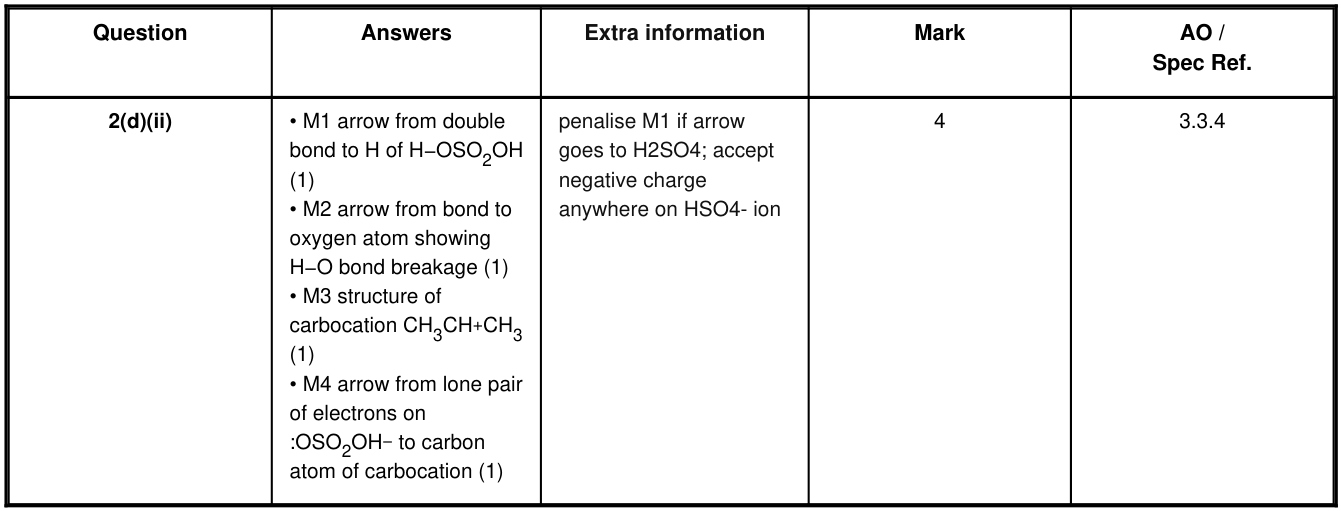 Question
Answers
Extra information
Mark
AO /
Spec Ref.
2(d)(ii)
• M1 arrow from double
bond to H of H–OSO₂OH
(1)
• M2 arrow from bond to
oxygen atom showing
H–O bond breakage (1)
• M3 structure of
carbocation CH₃CH+CH₃
(1)
• M4 arrow from lone pair
of electrons on
:OSO₂OH⁻ to carbon
atom of carbocation (1)
penalise M1 if arrow
goes to H2SO4; accept
negative charge
anywhere on HSO4- ion
4
3.3.4